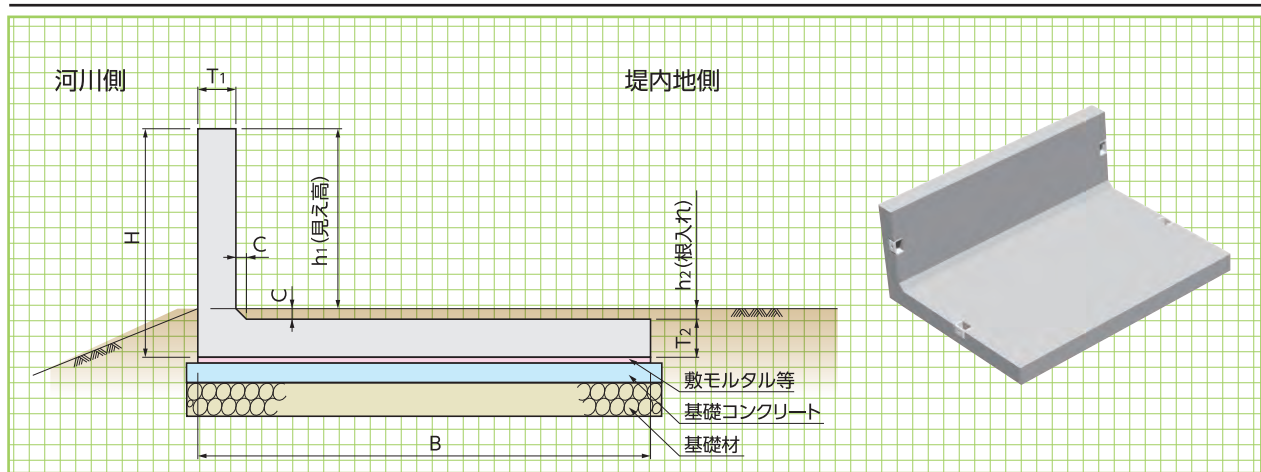 河川側
T1
堤内地側
H
C
h1(見え高)
C
h2(根入れ)
T2
敷モルタル等
基礎コンクリート
基礎材
B